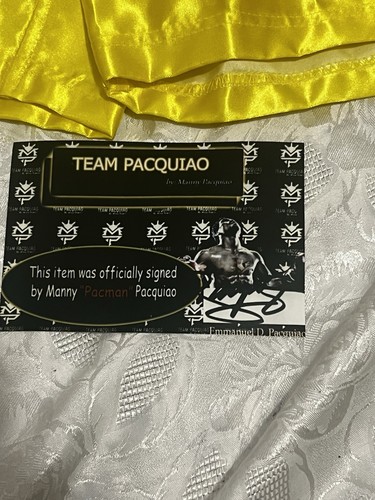 TEAM PACQUIAO
by Manny Pacquiao
This item was officially signed
by Manny "Pacman" Pacquiao
Emmanuel D. Pacquiao